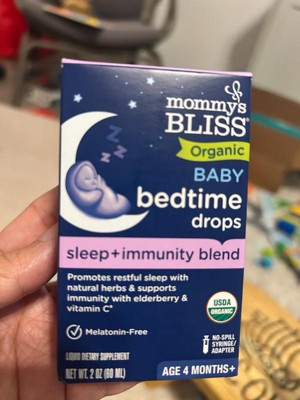 mommy's
BLISS®
Organic
BABY
bedtime
drops
sleep+immunity blend
Promotes restful sleep with
natural herbs & supports
immunity with elderberry &
vitamin C*
Melatonin-Free
USDA
ORGANIC
NO-SPILL
SYRINGE/
ADAPTER
LIQUID DIETARY SUPPLEMENT
NET. 2 OZ (60 ML)
AGE 4 MONTHS+